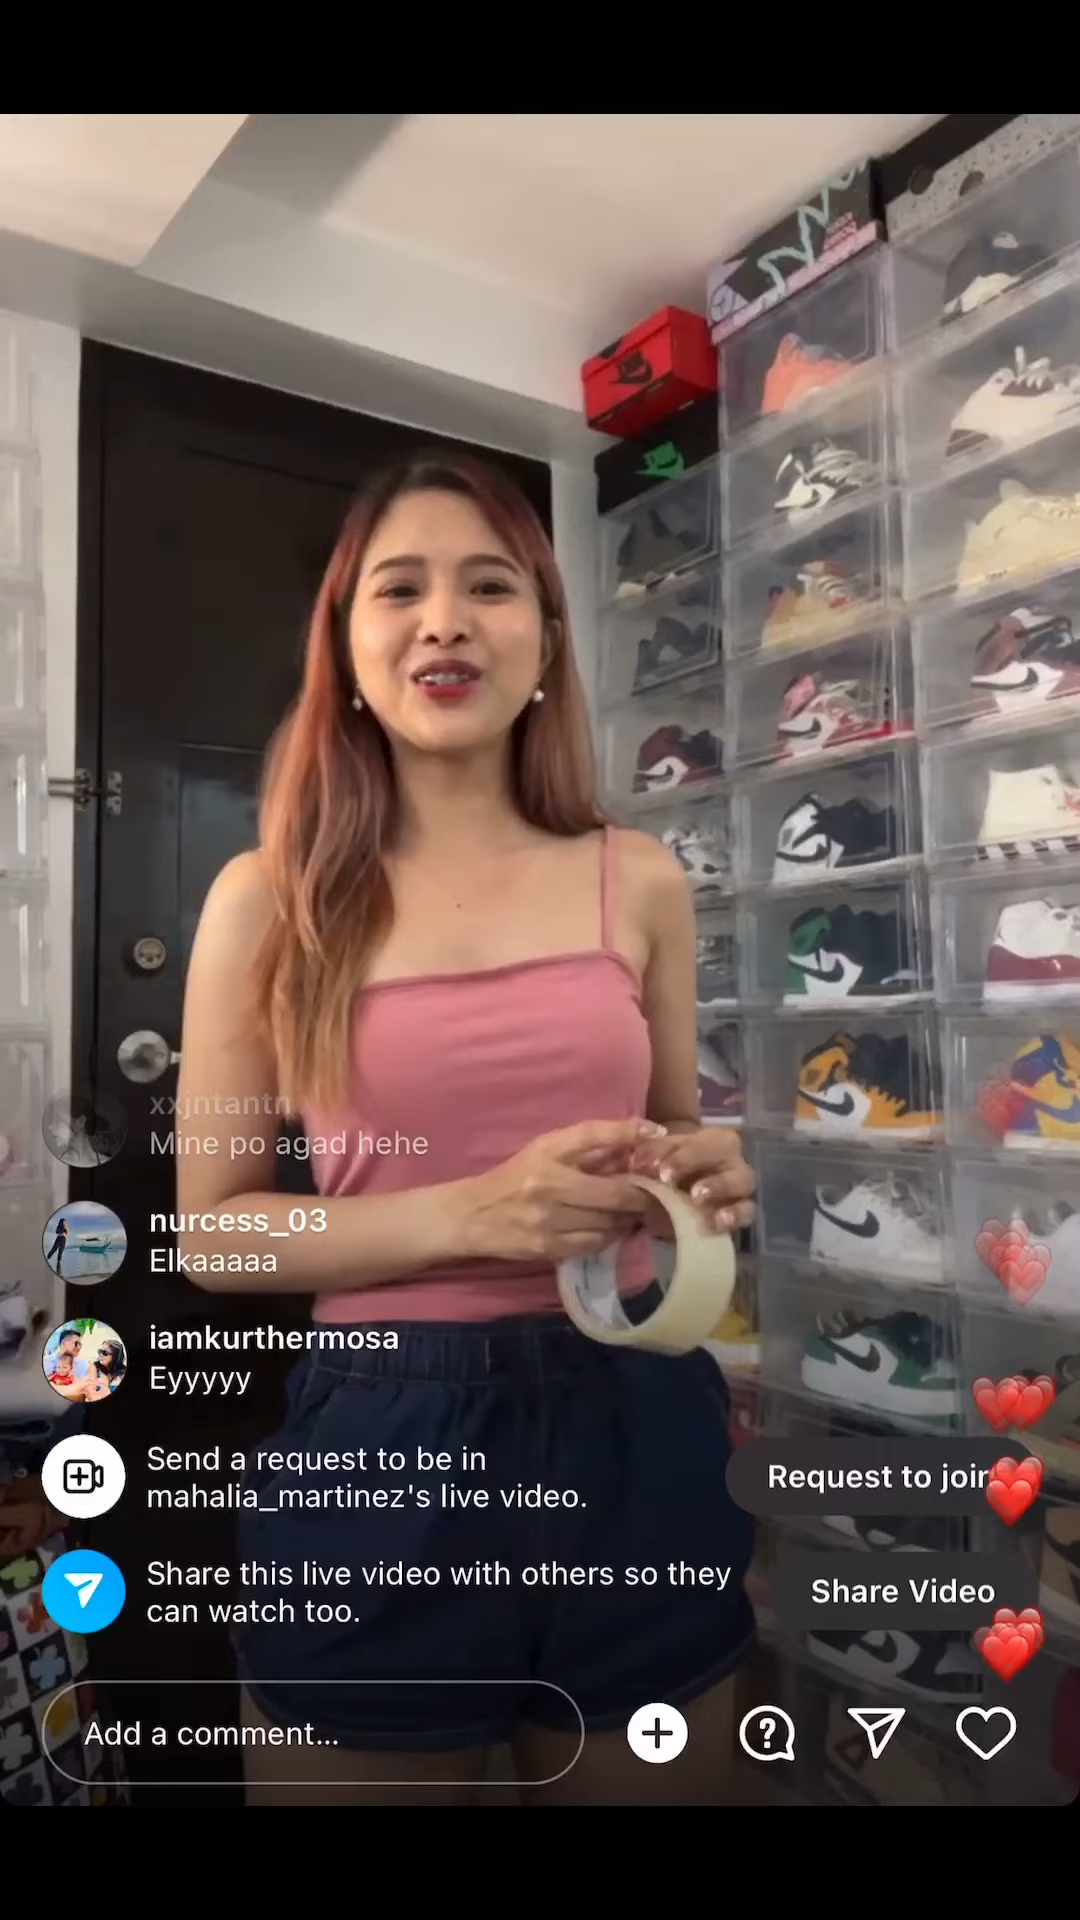 xxjntantn
Mine po agad hehe
nurcess_03
Elkaaaaa
iamkurthermosa
Eyyyyy
Send a request to be in
mahalia_martinez's live video.
Request to join
Share this live video with others so they
can watch too.
Share Video
Add a comment...